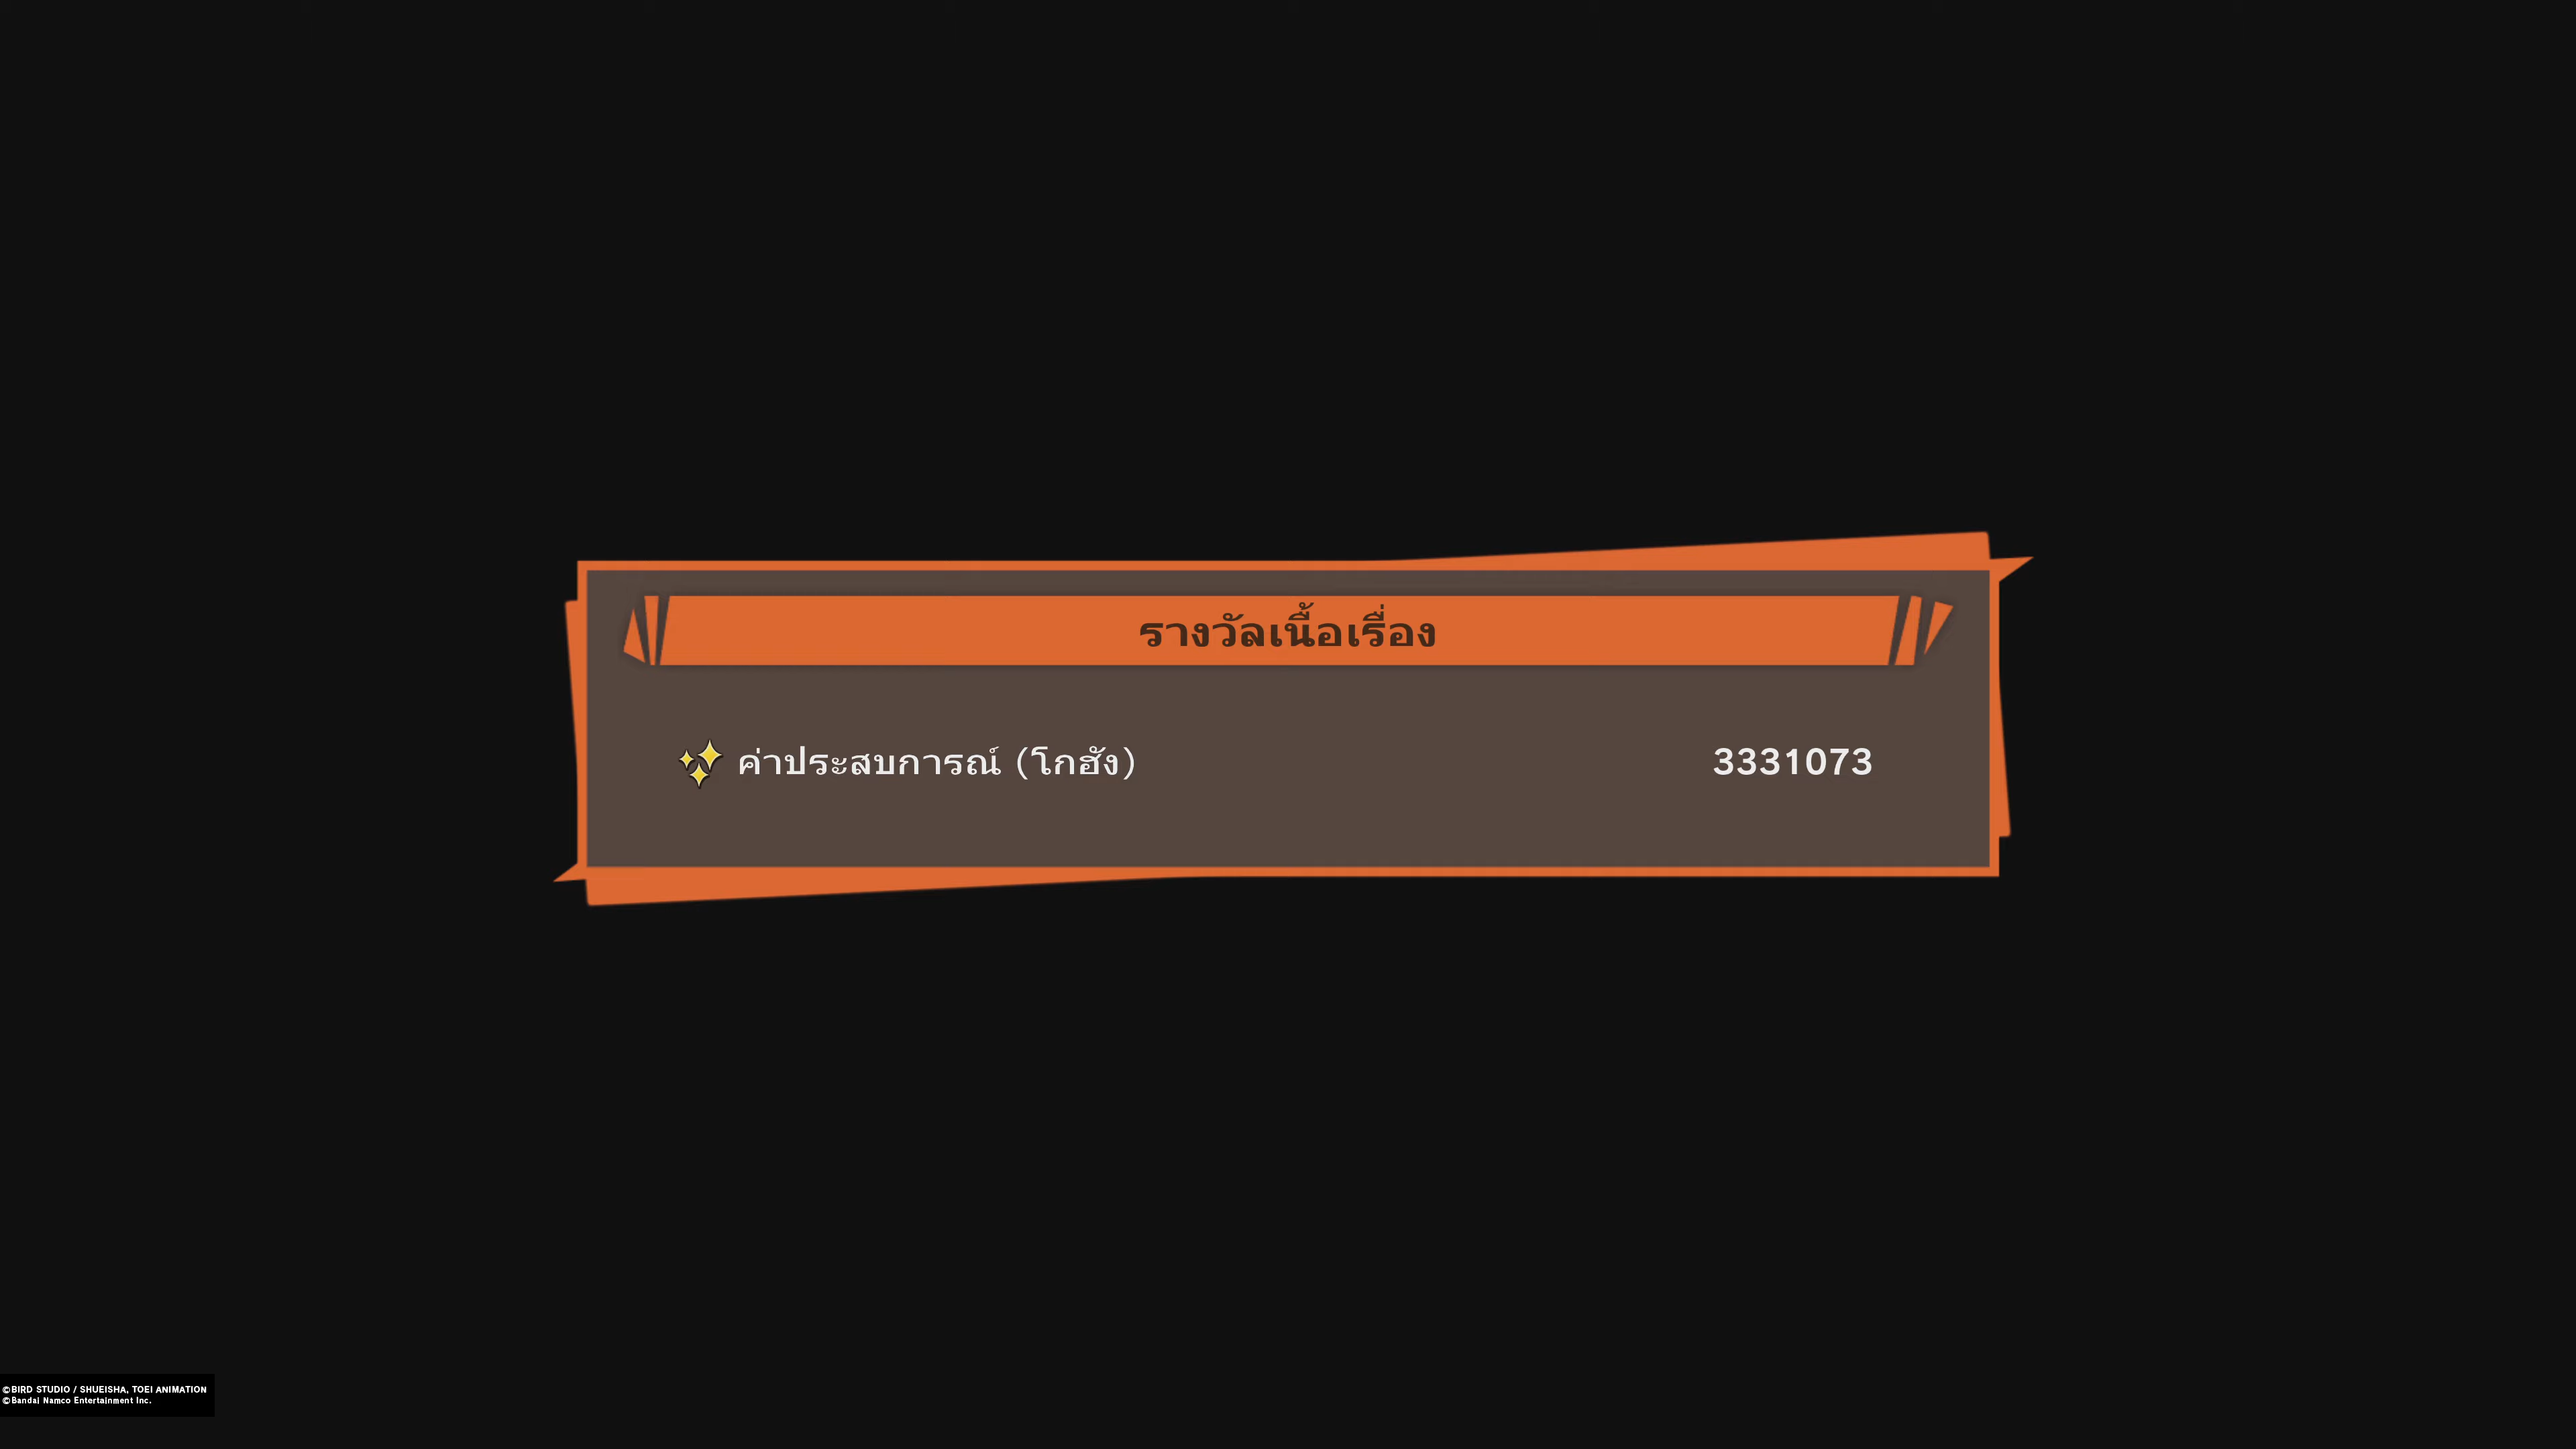 รางวัลเนื้อเรื่อง
ค่าประสบการณ์ (โกฮัง) 3331073
©BIRD STUDIO / SHUEISHA, TOEI ANIMATION
©Bandai Namco Entertainment Inc.